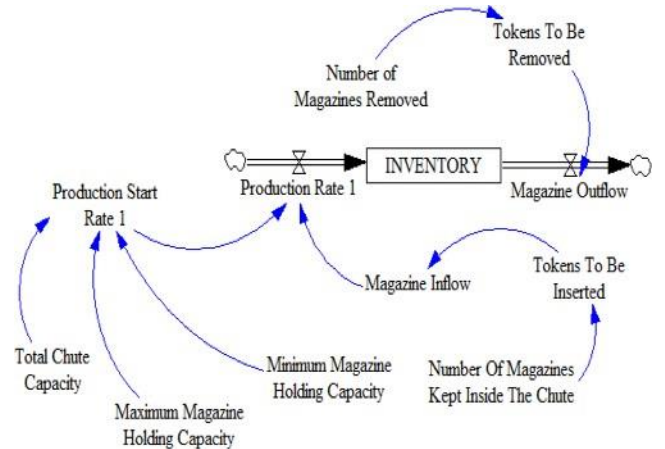 Tokens To Be
Removed
Number of
Magazines Removed
INVENTORY
Production Rate 1
Magazine Outflow
Production Start
Rate 1
Magazine Inflow
Tokens To Be
Inserted
Total Chute
Capacity
Minimum Magazine
Holding Capacity
Number Of Magazines
Kept Inside The Chute
Maximum Magazine
Holding Capacity